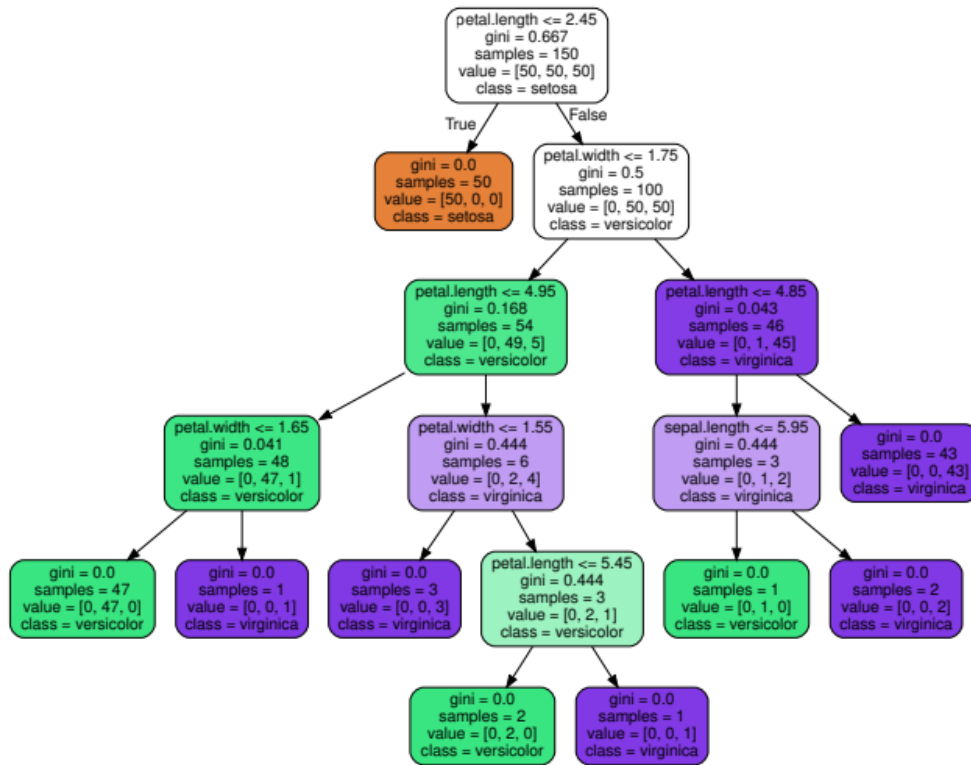 petal.length <= 2.45
gini = 0.667
samples = 150
value = [50, 50, 50]
class = setosa
True
False
gini = 0.0
samples = 50
value = [50, 0, 0]
class = setosa
petal.width <= 1.75
gini = 0.5
samples = 100
value = [0, 50, 50]
class = versicolor
petal.length <= 4.95
gini = 0.168
samples = 54
value = [0, 49, 5]
class = versicolor
petal.length <= 4.85
gini = 0.043
samples = 46
value = [0, 1, 45]
class = virginica
petal.width <= 1.65
gini = 0.041
samples = 48
value = [0, 47, 1]
class = versicolor
petal.width <= 1.55
gini = 0.444
samples = 6
value = [0, 2, 4]
class = virginica
sepal.length <= 5.95
gini = 0.444
samples = 3
value = [0, 1, 2]
class = virginica
gini = 0.0
samples = 43
value = [0, 0, 43]
class = virginica
gini = 0.0
samples = 47
value = [0, 47, 0]
class = versicolor
gini = 0.0
samples = 1
value = [0, 0, 1]
class = virginica
gini = 0.0
samples = 3
value = [0, 0, 3]
class = virginica
petal.length <= 5.45
gini = 0.444
samples = 3
value = [0, 2, 1]
class = versicolor
gini = 0.0
samples = 1
value = [0, 1, 0]
class = versicolor
gini = 0.0
samples = 2
value = [0, 0, 2]
class = virginica
gini = 0.0
samples = 2
value = [0, 2, 0]
class = versicolor
gini = 0.0
samples = 1
value = [0, 0, 1]
class = virginica